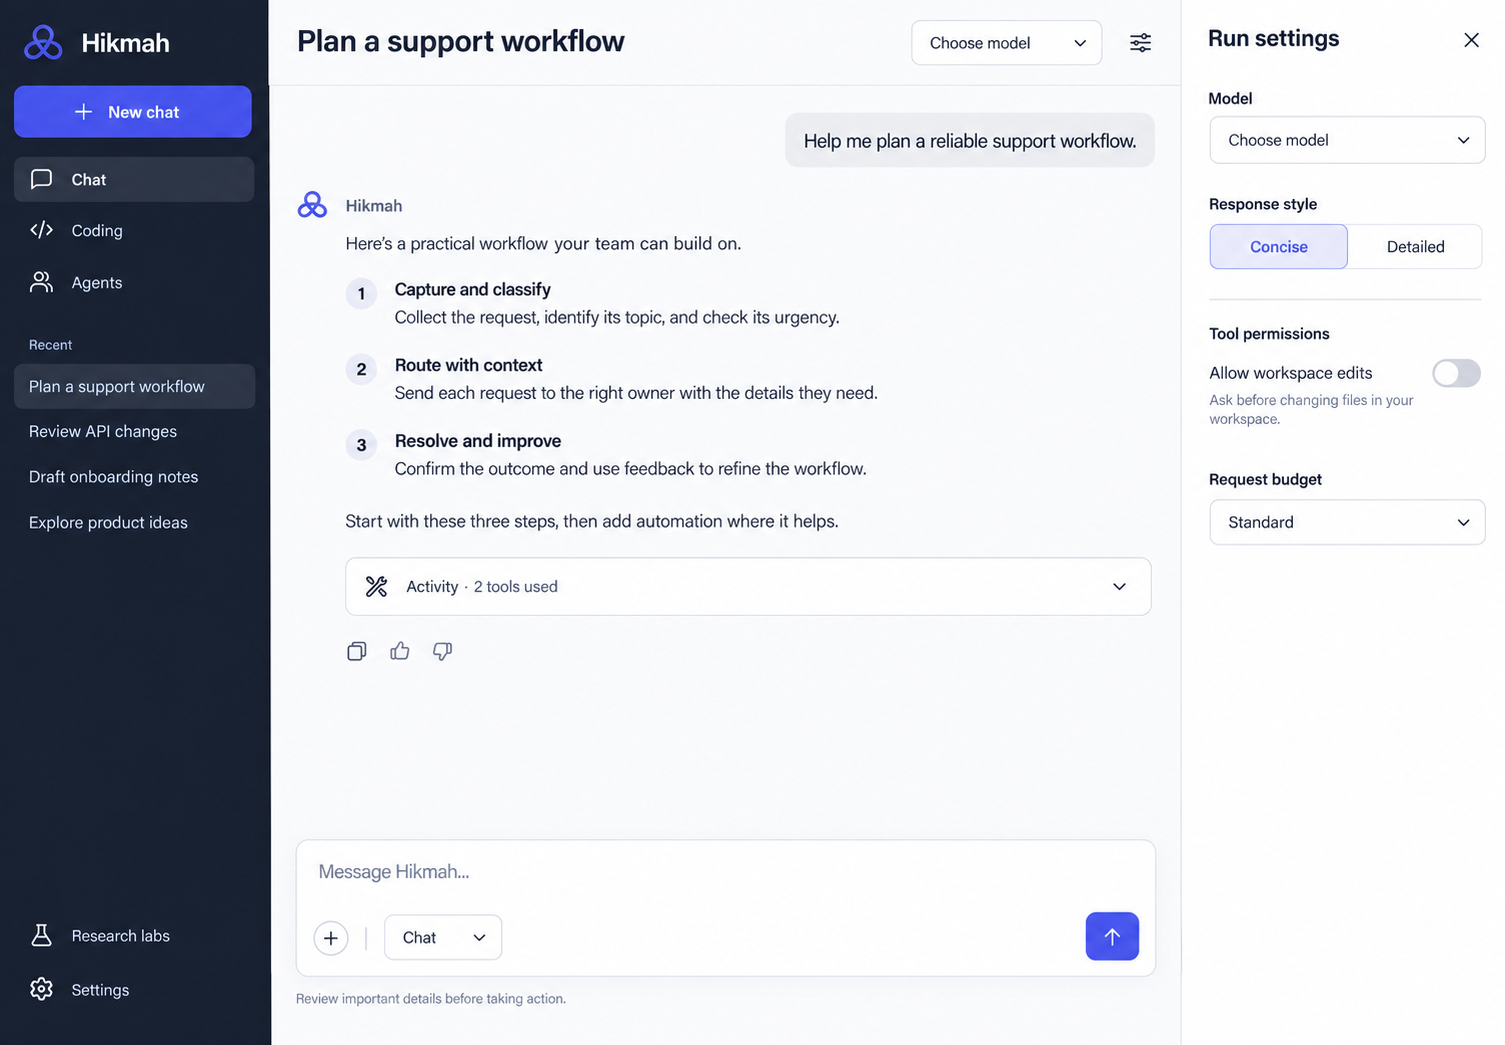 Hikmah
New chat
Chat
Coding
Agents
Recent
Plan a support workflow
Review API changes
Draft onboarding notes
Explore product ideas
Research labs
Settings
Plan a support workflow
Choose model
Help me plan a reliable support workflow.
Hikmah
Here’s a practical workflow your team can build on.
1
Capture and classify
Collect the request, identify its topic, and check its urgency.
2
Route with context
Send each request to the right owner with the details they need.
3
Resolve and improve
Confirm the outcome and use feedback to refine the workflow.
Start with these three steps, then add automation where it helps.
Activity · 2 tools used
Message Hikmah...
Chat
Review important details before taking action.
Run settings
Model
Choose model
Response style
Concise
Detailed
Tool permissions
Allow workspace edits
Ask before changing files in your
workspace.
Request budget
Standard